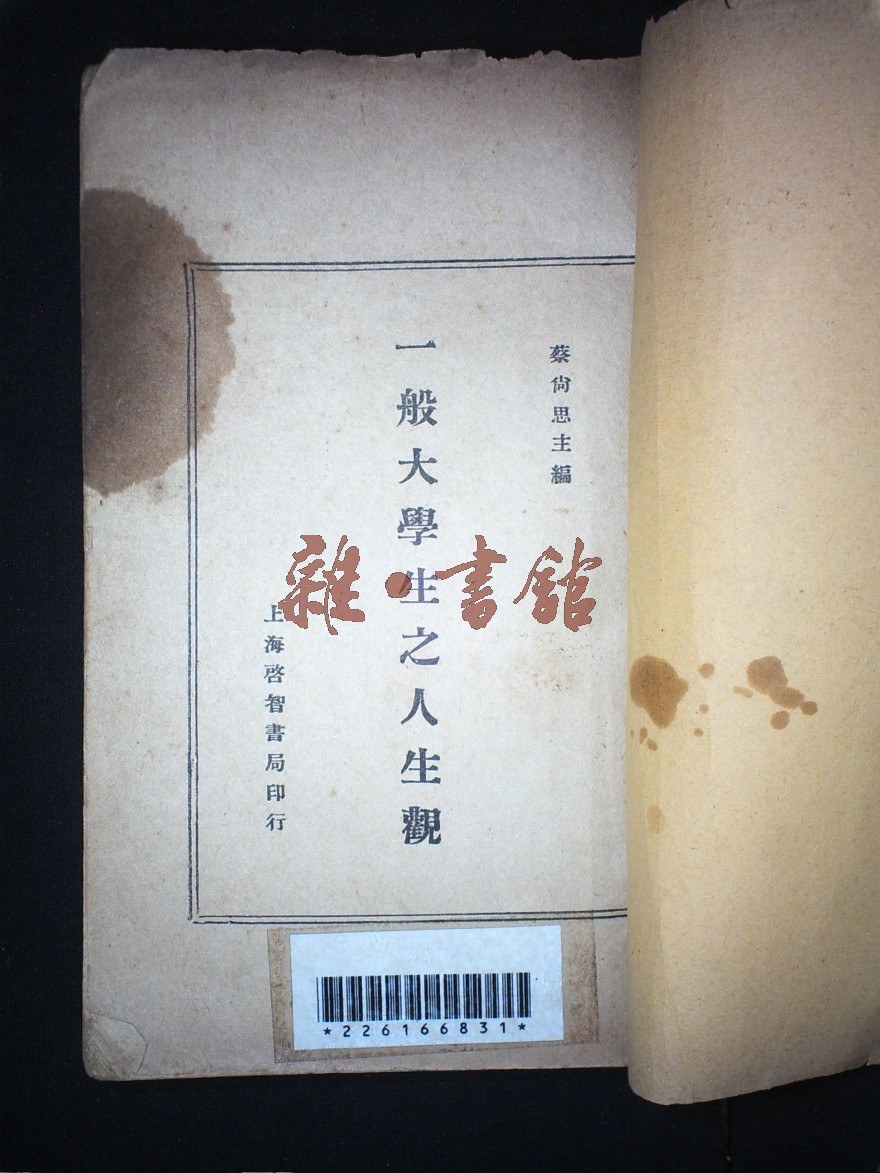 蔡尙思主編
一般大學生之人生觀
上海啓智書局印行
雜·書館
*226166831*